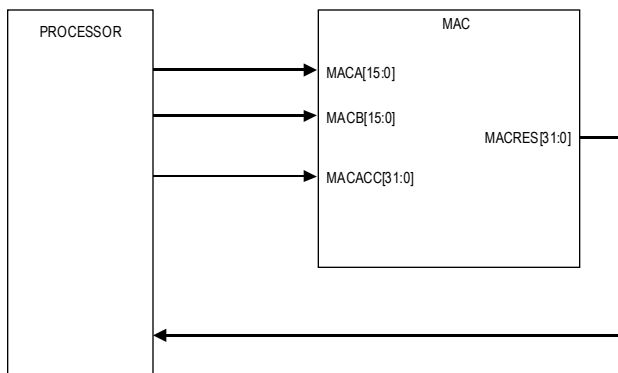 PROCESSOR
MAC
MACA[15:0]
MACB[15:0]
MACRES[31:0]
MACACC[31:0]